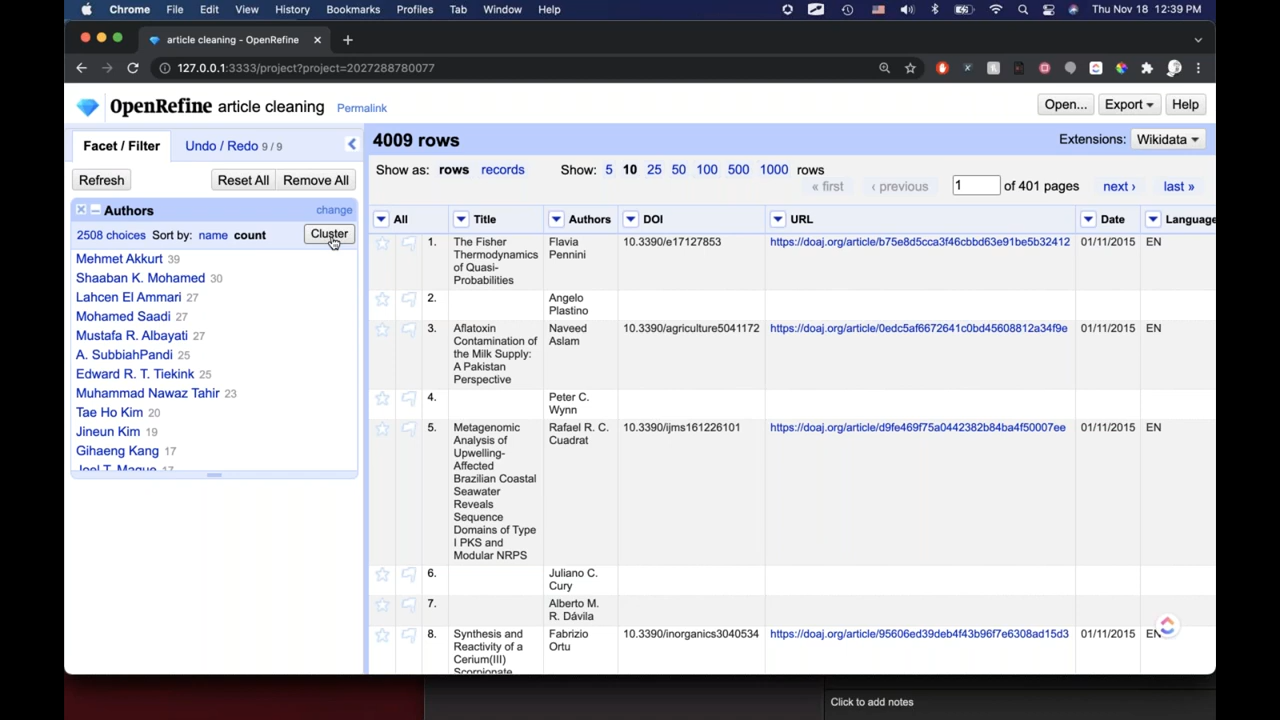 Chrome File Edit View History Bookmarks Profiles Tab Window Help Thu Nov 18 12:39 PM
article cleaning - OpenRefine
127.0.0.1:3333/project?project=2027288780077
OpenRefine article cleaning Permalink Open... Export Help
Facet / Filter Undo / Redo 9 / 9
4009 rows Extensions: Wikidata
Show as: rows records Show: 5 10 25 50 100 500 1000 rows
« first ‹ previous 1 of 401 pages next › last »
Refresh Reset All Remove All
Authors change
2508 choices Sort by: name count Cluster
Mehmet Akkurt 39
Shaaban K. Mohamed 30
Lahcen El Ammari 27
Mohamed Saadi 27
Mustafa R. Albayati 27
A. SubbiahPandi 25
Edward R. T. Tiekink 25
Muhammad Nawaz Tahir 23
Tae Ho Kim 20
Jineun Kim 19
Gihaeng Kang 17
Joel T. Mague 17
All Title Authors DOI URL Date Language
1. The Fisher Flavia 10.3390/e17127853 https://doaj.org/article/b75e8d5cca3f46cbbd63e91be5b32412 01/11/2015 EN
Thermodynamics Pennini
of Quasi-
Probabilities
2. Angelo
Plastino
3. Aflatoxin Naveed 10.3390/agriculture5041172 https://doaj.org/article/0edc5af6672641c0bd45608812a34f9e 01/11/2015 EN
Contamination Aslam
of the Milk Supply:
A Pakistan
Perspective
4. Peter C.
Wynn
5. Metagenomic Rafael R. C. 10.3390/ijms161226101 https://doaj.org/article/d9fe469f75a0442382b84ba4f50007ee 01/11/2015 EN
Analysis of Cuadrat
Upwelling-
Affected
Brazilian Coastal
Seawater
Reveals
Sequence
Domains of Type
I PKS and
Modular NRPS
6. Juliano C.
Cury
7. Alberto M.
R. Dávila
8. Synthesis and Fabrizio 10.3390/inorganics3040534 https://doaj.org/article/95606ed39deb4f43b96f7e6308ad15d3 01/11/2015 EN
Reactivity of a Ortu
Cerium(III)
Scorpionate
Click to add notes